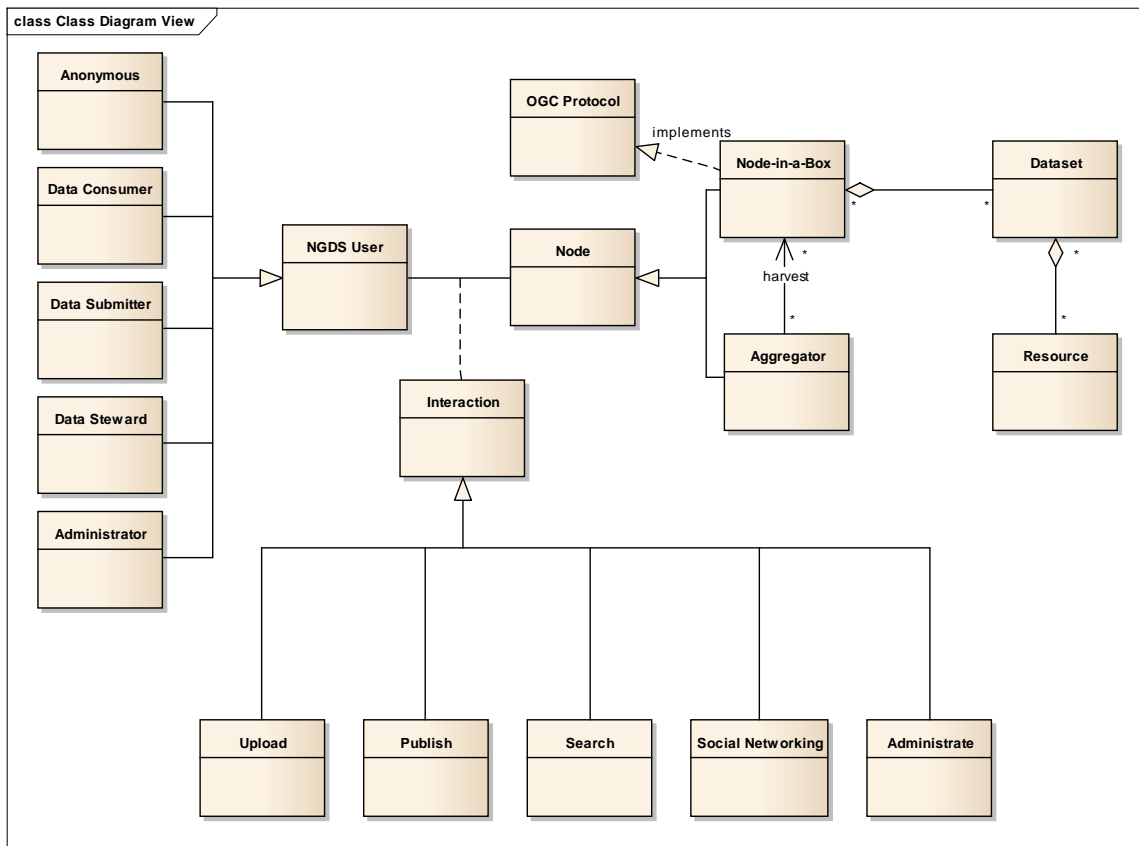 class Class Diagram View
Anonymous
OGC Protocol
implements
Node-in-a-Box
Dataset
Data Consumer
*
*
NGDS User
Node
*
*
harvest
Data Submitter
*
*
Aggregator
Resource
Interaction
Data Steward
Administrator
Upload
Publish
Search
Social Networking
Administrate